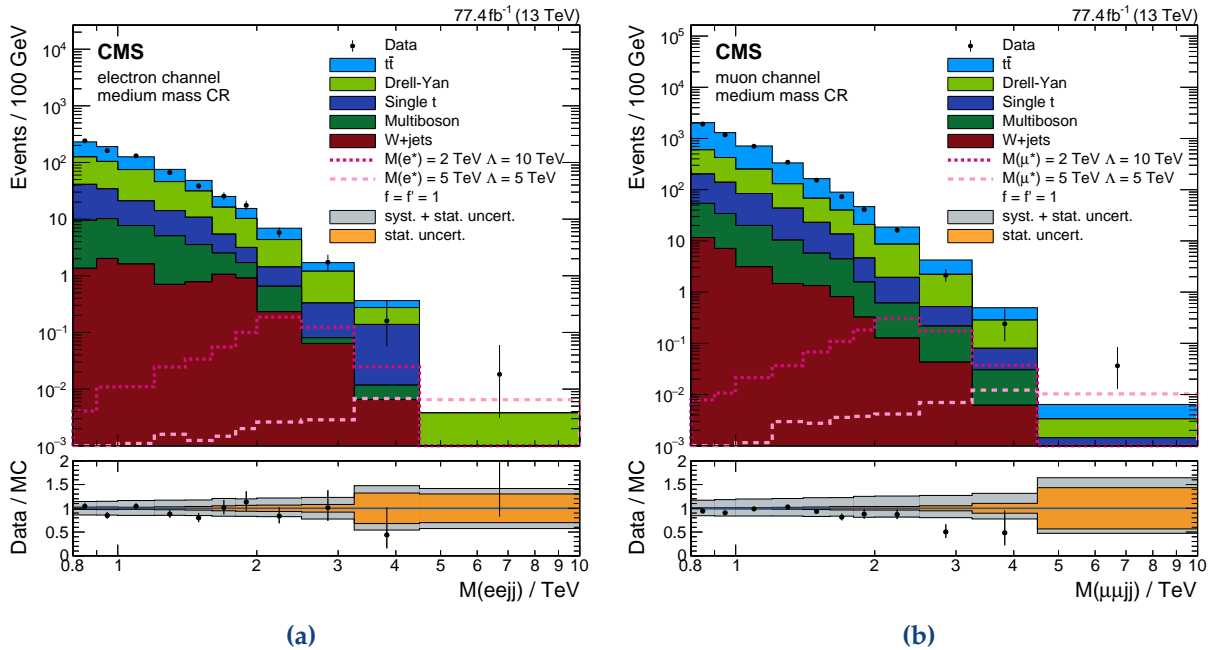 77.4 fb⁻¹ (13 TeV)
CMS
electron channel
medium mass CR
Data
tt̄
Drell-Yan
Single t
Multiboson
W+jets
M(e*) = 2 TeV Λ = 10 TeV
M(e*) = 5 TeV Λ = 5 TeV
f = f' = 1
syst. + stat. uncert.
stat. uncert.
Events / 100 GeV
10⁴
10³
10²
10
1
10⁻¹
10⁻²
10⁻³
Data / MC
2
1.5
1
0.5
0
0.8 1 2 3 4 5 6 7 8 9 10
M(eejj) / TeV
(a)
77.4 fb⁻¹ (13 TeV)
CMS
muon channel
medium mass CR
Data
tt̄
Drell-Yan
Single t
Multiboson
W+jets
M(μ*) = 2 TeV Λ = 10 TeV
M(μ*) = 5 TeV Λ = 5 TeV
f = f' = 1
syst. + stat. uncert.
stat. uncert.
Events / 100 GeV
10⁵
10⁴
10³
10²
10
1
10⁻¹
10⁻²
10⁻³
Data / MC
2
1.5
1
0.5
0
0.8 1 2 3 4 5 6 7 8 9 10
M(μμjj) / TeV
(b)